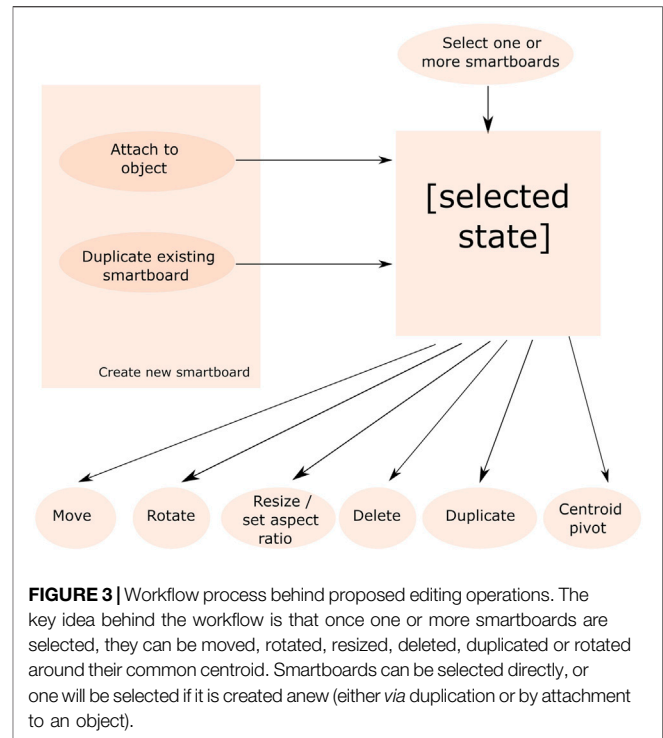 Select one or
more smartboards
Attach to
object
[selected
state]
Duplicate existing
smartboard
Create new smartboard
Move
Rotate
Resize /
set aspect
ratio
Delete
Duplicate
Centroid
pivot
FIGURE 3 | Workflow process behind proposed editing operations. The
key idea behind the workflow is that once one or more smartboards are
selected, they can be moved, rotated, resized, deleted, duplicated or rotated
around their common centroid. Smartboards can be selected directly, or
one will be selected if it is created anew (either via duplication or by attachment
to an object).